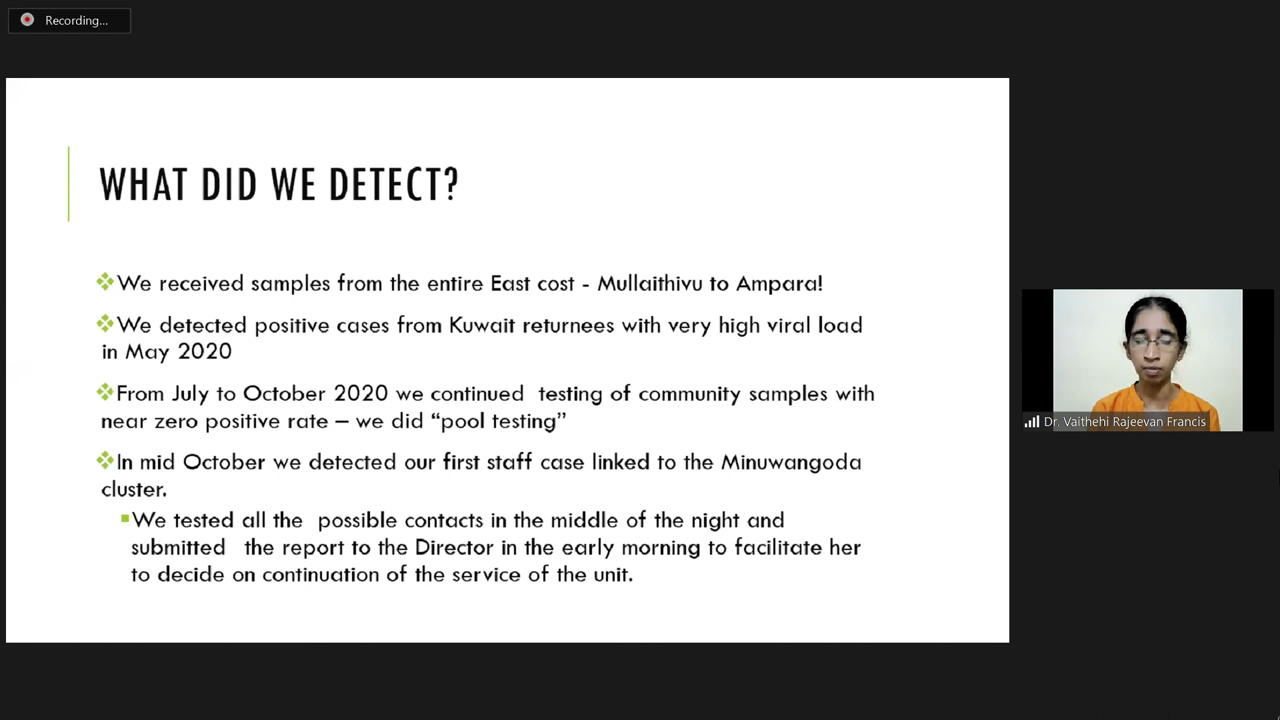 Recording...
WHAT DID WE DETECT?
We received samples from the entire East cost - Mullaithivu to Ampara!
We detected positive cases from Kuwait returnees with very high viral load
in May 2020
From July to October 2020 we continued testing of community samples with
near zero positive rate – we did “pool testing”
In mid October we detected our first staff case linked to the Minuwangoda
cluster.
We tested all the possible contacts in the middle of the night and
submitted the report to the Director in the early morning to facilitate her
to decide on continuation of the service of the unit.
Dr. Vaithehi Rajeevan Francis